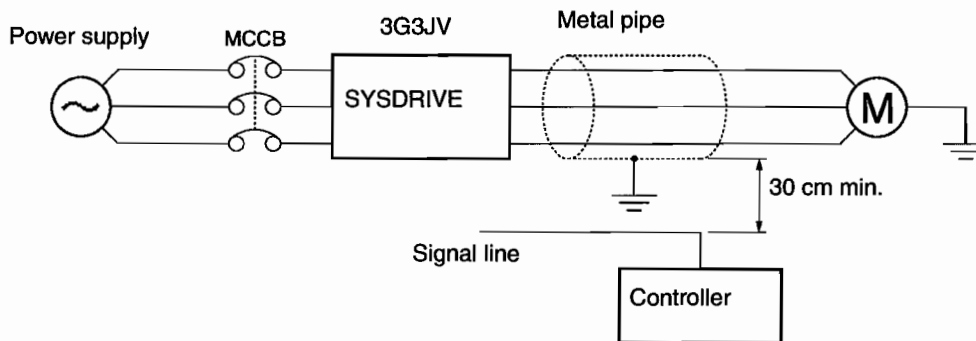 3G3JV
Metal pipe
Power supply
MCCB
SYSDRIVE
M
30 cm min.
Signal line
Controller